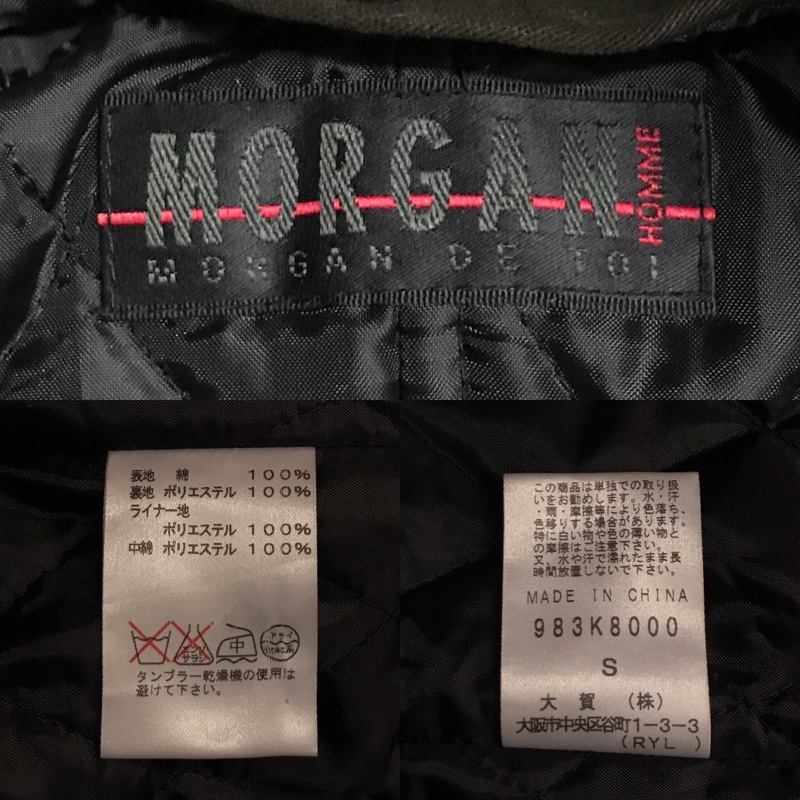 MORGAN
HOMME
MORGAN DE TOI
表地 綿 100%
裏地 ポリエステル 100%
ライナー地
ポリエステル 100%
中綿 ポリエステル 100%
中
ドライ
タンブラー乾燥機の使用は
避けて下さい。
この商品は単独での取り扱
いをお勧めします。水・汗
・雨・摩擦等により色落ち、
色移りする場合があります。
特に白い物や色の薄い物と
の摩擦はご注意下さい。
又、水や汗で濡れたまま長
時間放置しないで下さい。
MADE IN CHINA
983K8000
S
大賀 (株)
大阪市中央区谷町1-3-3
(RYL )